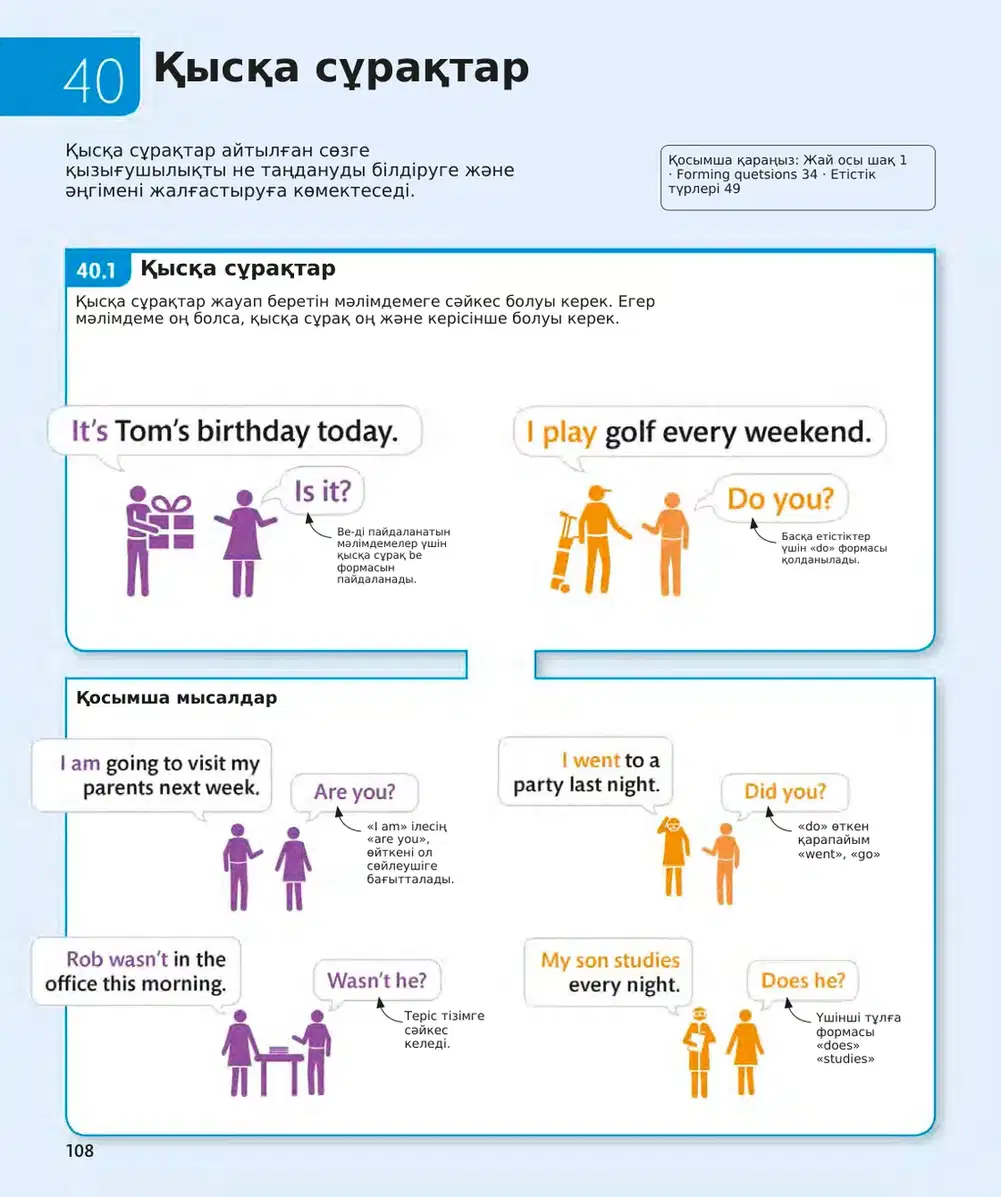 40
Қысқа сұрақтар
Қысқа сұрақтар айтылған сөзге
қызығушылықты не таңдануды білдіруге және
әңгімені жалғастыруға көмектеседі.
Қосымша қараңыз: Жай осы шақ 1
· Forming quetsions 34 · Етістік
түрлері 49
40.1 Қысқа сұрақтар
Қысқа сұрақтар жауап беретін мәлімдемеге сәйкес болуы керек. Егер
мәлімдеме оң болса, қысқа сұрақ оң және керісінше болуы керек.
It's Tom's birthday today.
Is it?
Be-ді пайдаланатын
мәлімдемелер үшін
қысқа сұрақ be
формасын
пайдаланады.
I play golf every weekend.
Do you?
Басқа етістіктер
үшін «do» формасы
қолданылады.
Қосымша мысалдар
I am going to visit my
parents next week.
Are you?
«I am» ілесің
«are you»,
өйткені ол
сөйлеушіге
бағытталады.
I went to a
party last night.
Did you?
«do» өткен
қарапайым
«went», «go»
Rob wasn't in the
office this morning.
Wasn't he?
Теріс тізімге
сәйкес
келеді.
My son studies
every night.
Does he?
Үшінші тұлға
формасы
«does»
«studies»
108